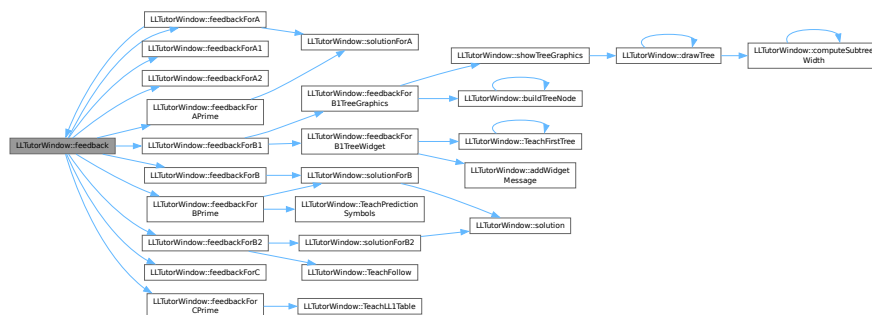 LLTutorWindow::feedback
LLTutorWindow::feedbackForA
LLTutorWindow::feedbackForA1
LLTutorWindow::feedbackForA2
LLTutorWindow::feedbackFor
APrime
LLTutorWindow::feedbackForB1
LLTutorWindow::feedbackForB
LLTutorWindow::feedbackFor
BPrime
LLTutorWindow::feedbackForB2
LLTutorWindow::feedbackForC
LLTutorWindow::feedbackFor
CPrime
LLTutorWindow::solutionForA
LLTutorWindow::feedbackFor
B1TreeGraphics
LLTutorWindow::feedbackFor
B1TreeWidget
LLTutorWindow::solutionForB
LLTutorWindow::TeachPrediction
Symbols
LLTutorWindow::solutionForB2
LLTutorWindow::TeachFollow
LLTutorWindow::TeachLL1Table
LLTutorWindow::showTreeGraphics
LLTutorWindow::buildTreeNode
LLTutorWindow::TeachFirstTree
LLTutorWindow::addWidget
Message
LLTutorWindow::solution
LLTutorWindow::drawTree
LLTutorWindow::computeSubtree
Width